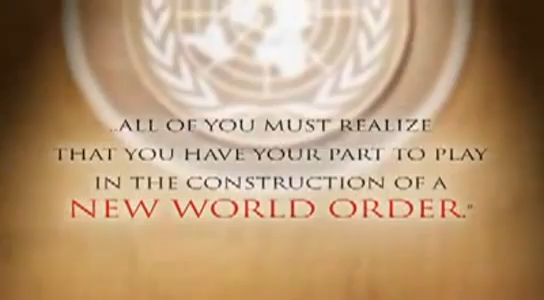 ..ALL OF YOU MUST REALIZE
THAT YOU HAVE YOUR PART TO PLAY
IN THE CONSTRUCTION OF A
NEW WORLD ORDER."